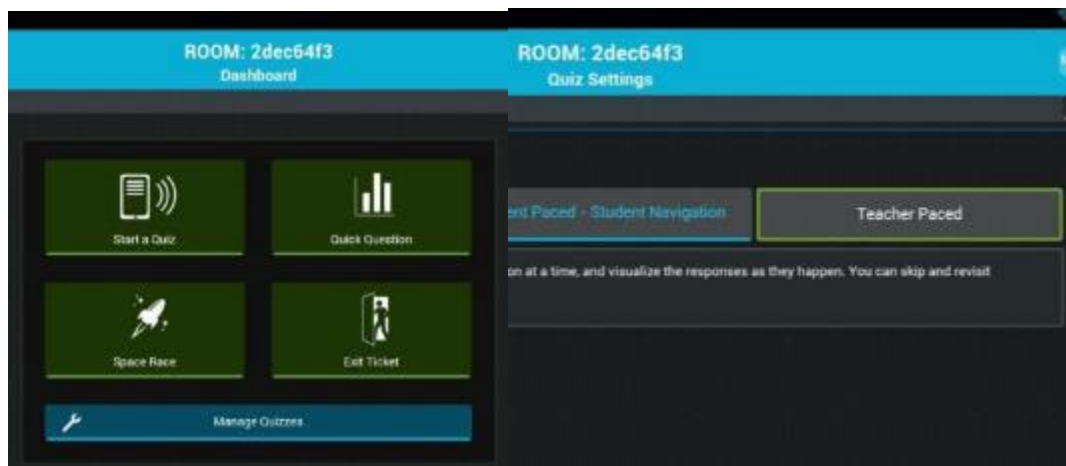 ROOM: 2dec64f3
Dashboard
Start a Quiz
Quick Question
Space Race
Exit Ticket
Manage Quizzes
ROOM: 2dec64f3
Quiz Settings
ent Paced - Student Navigation
Teacher Paced
on at a time, and visualize the responses as they happen. You can skip and revisit